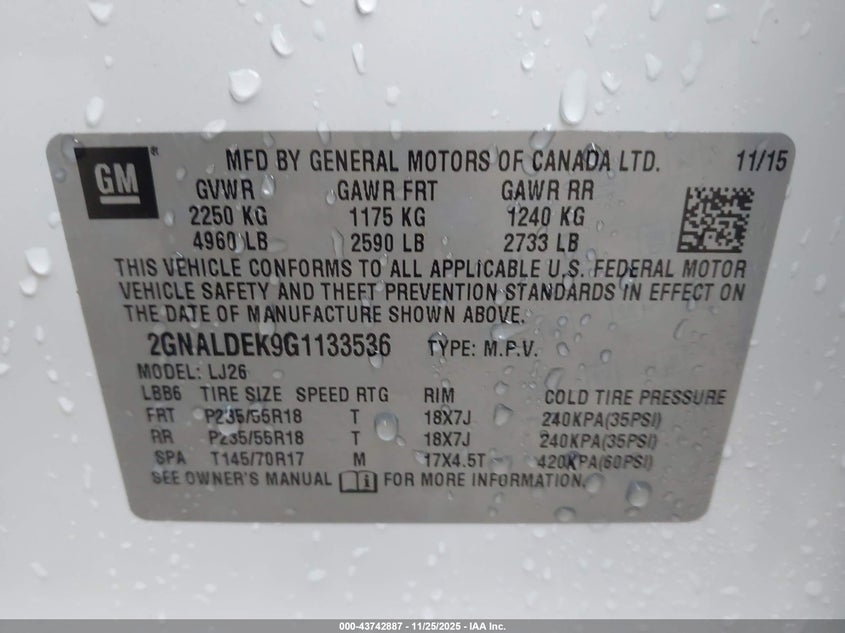 GM ® MFD BY GENERAL MOTORS OF CANADA LTD. 11/15
GVWR GAWR FRT GAWR RR
2250 KG 1175 KG 1240 KG
4960 LB 2590 LB 2733 LB
THIS VEHICLE CONFORMS TO ALL APPLICABLE U.S. FEDERAL MOTOR
VEHICLE SAFETY AND THEFT PREVENTION STANDARDS IN EFFECT ON
THE DATE OF MANUFACTURE SHOWN ABOVE.
2GNALDEK9G1133536 TYPE: M.P.V.
MODEL: LJ26
LBB6 TIRE SIZE SPEED RTG RIM COLD TIRE PRESSURE
FRT P235/55R18 T 18X7J 240KPA(35PSI)
RR P235/55R18 T 18X7J 240KPA(35PSI)
SPA T145/70R17 M 17X4.5T 420KPA(60PSI)
SEE OWNER'S MANUAL FOR MORE INFORMATION.
000-43742887 - 11/25/2025 - IAA Inc.